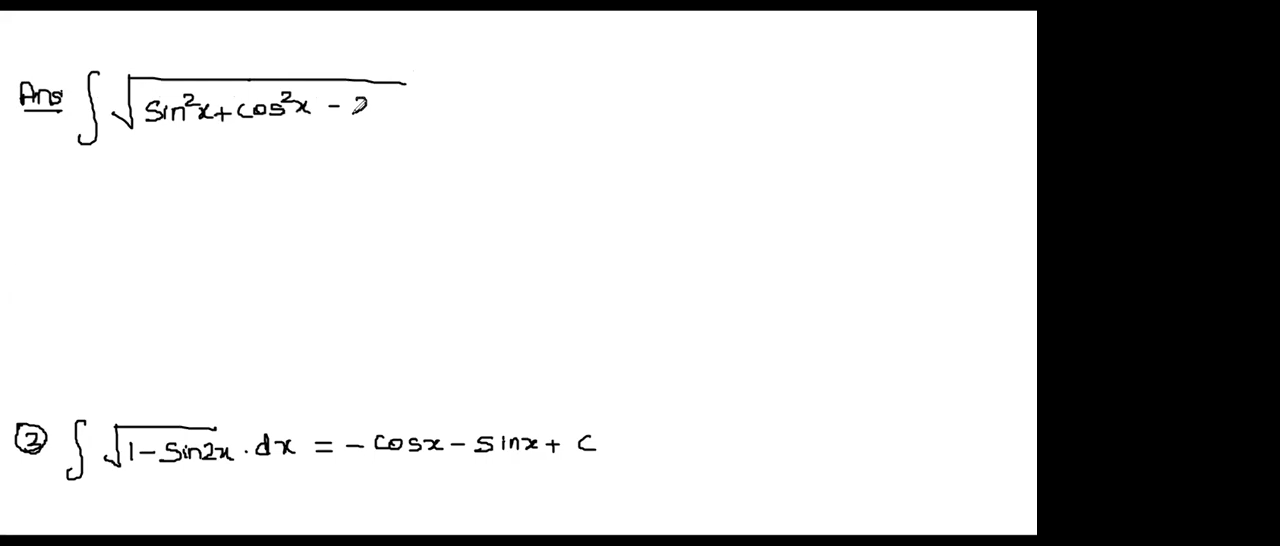 Ans ∫ √(sin²x + cos²x - 2
② ∫ √(1 - sin2x) . dx = - cosx - sinx + c